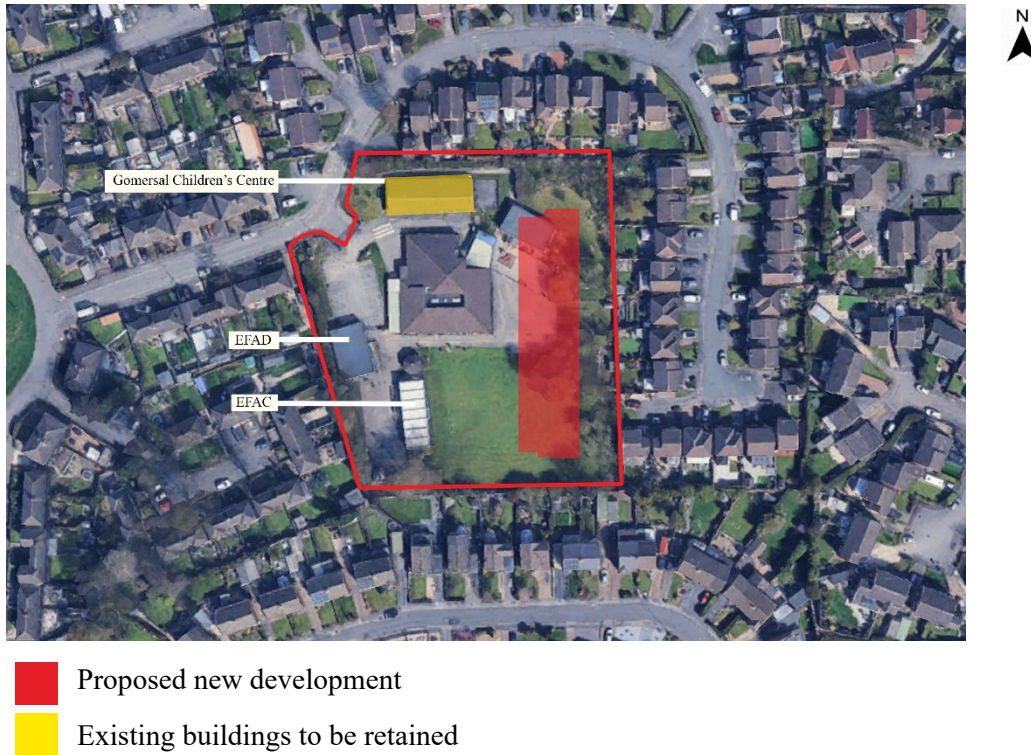 N
Gomersal Children's Centre
EFAD
EFAC
Proposed new development
Existing buildings to be retained